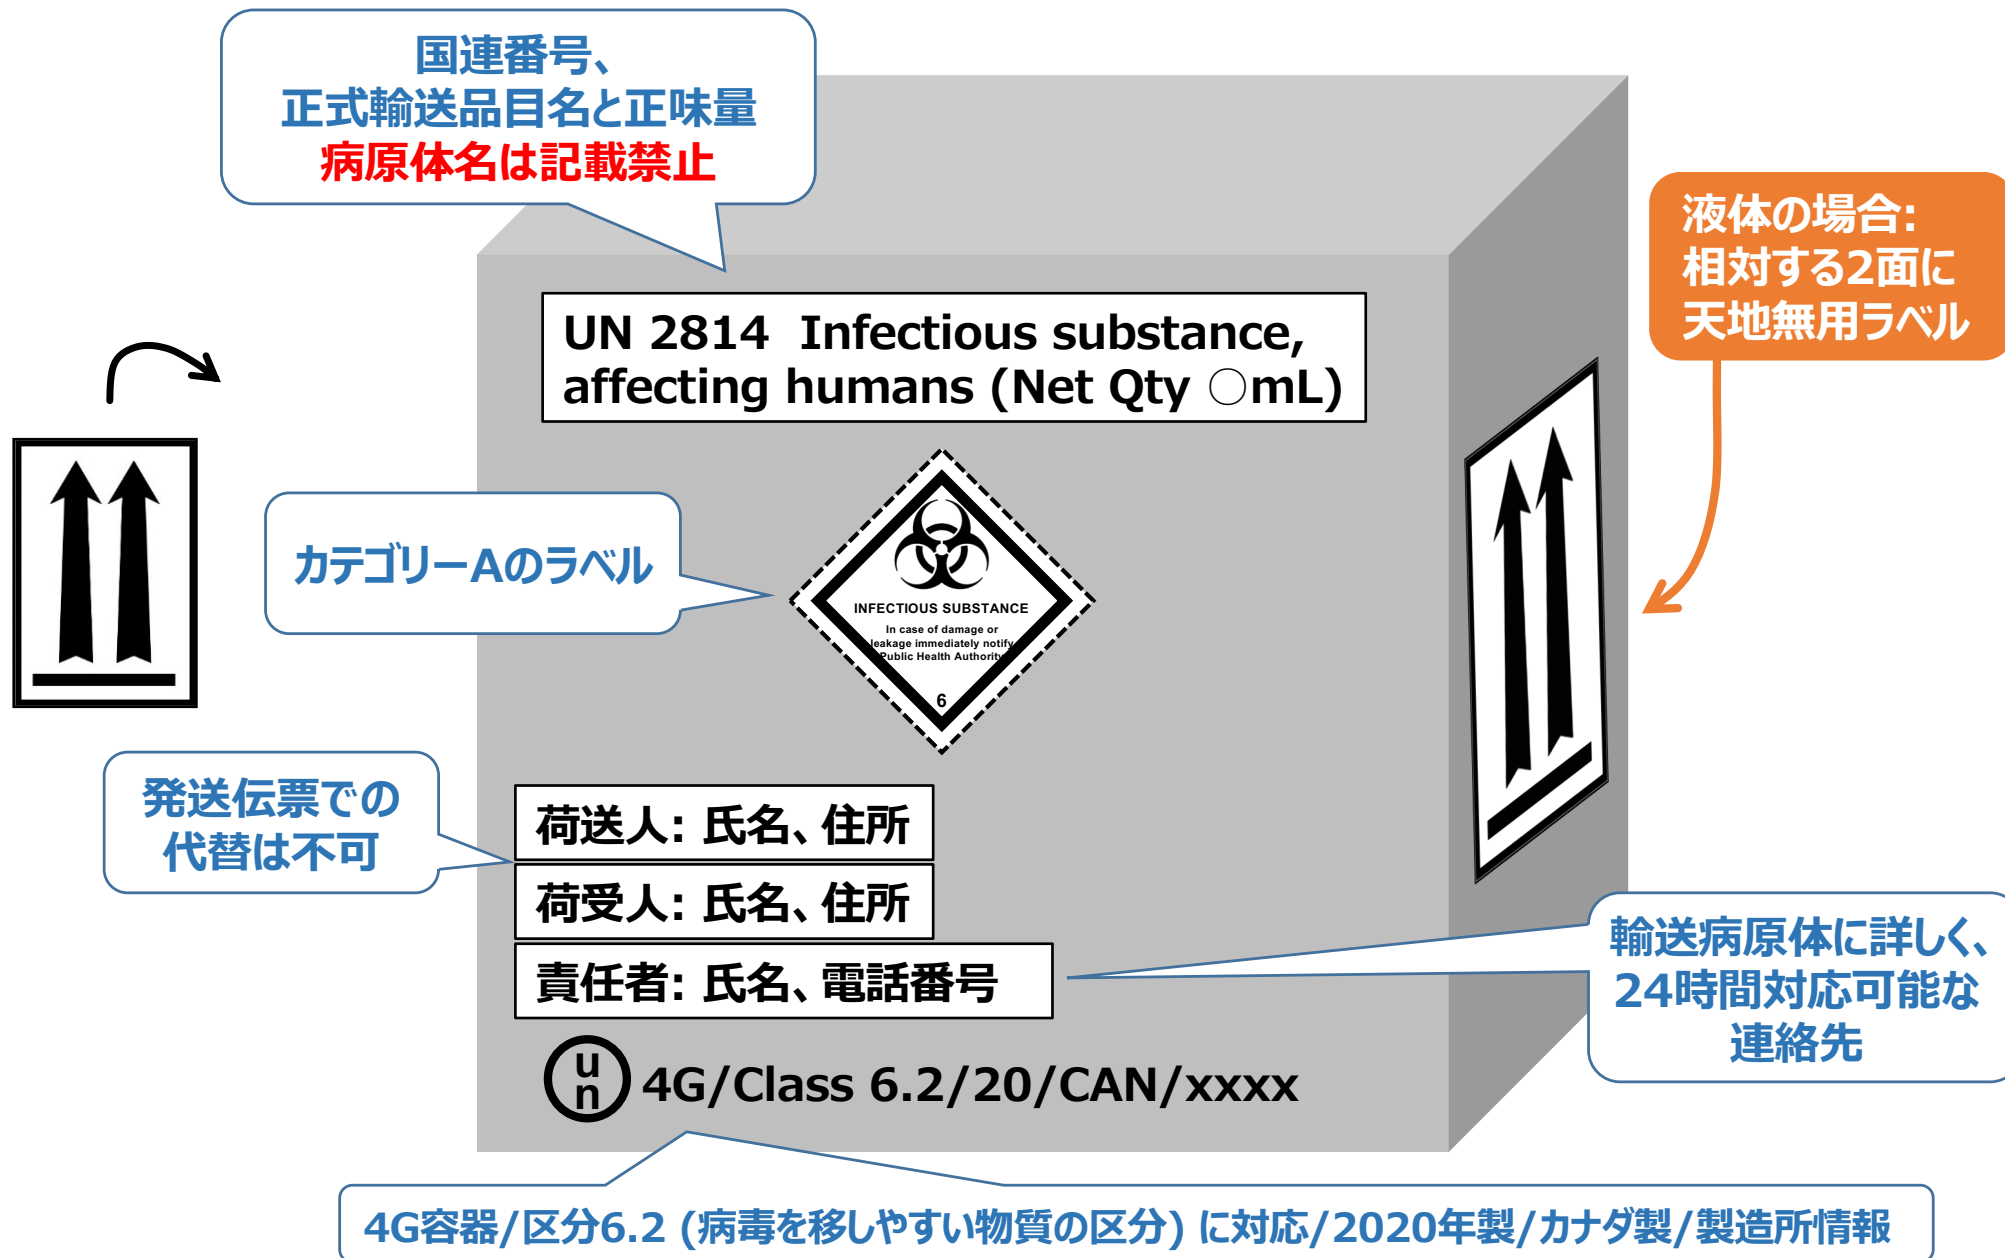 国連番号、
正式輸送品目名と正味量
病原体名は記載禁止
液体の場合:
相対する2面に
天地無用ラベル
UN 2814 Infectious substance,
affecting humans (Net Qty ○mL)
カテゴリーAのラベル
INFECTIOUS SUBSTANCE
In case of damage or
leakage immediately notify
Public Health Authority
6
発送伝票での
代替は不可
荷送人: 氏名、住所
荷受人: 氏名、住所
責任者: 氏名、電話番号
輸送病原体に詳しく、
24時間対応可能な
連絡先
un 4G/Class 6.2/20/CAN/xxxx
4G容器/区分6.2 (病毒を移しやすい物質の区分) に対応/2020年製/カナダ製/製造所情報